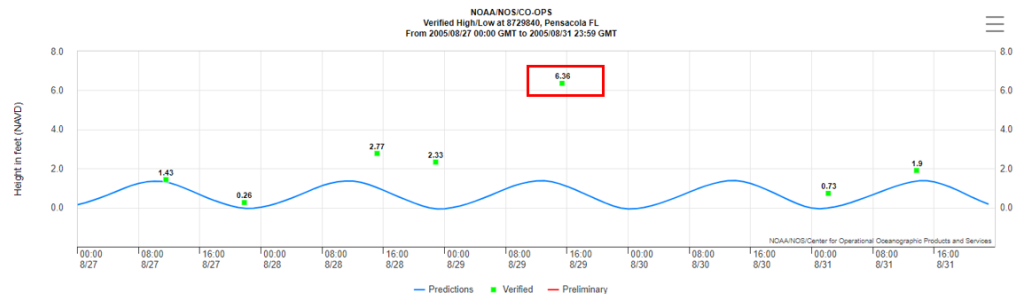 NOAA/NOS/CO-OPS
Verified High/Low at 8729840, Pensacola FL
From 2005/08/27 00:00 GMT to 2005/08/31 23:59 GMT
8.0 8.0
6.36
6.0 6.0
Height in feet (NAVD)
4.0 4.0
2.77
2.33
2.0 2.0
1.43 0.26 0.73 1.9
0.0 0.0
NOAA/NOS/Center for Operational Oceanographic Products and Services
00:00 08:00 16:00 00:00 08:00 16:00 00:00 08:00 16:00 00:00 08:00 16:00 00:00 08:00 16:00
8/27 8/27 8/27 8/28 8/28 8/28 8/29 8/29 8/29 8/30 8/30 8/30 8/31 8/31 8/31
Predictions Verified Preliminary